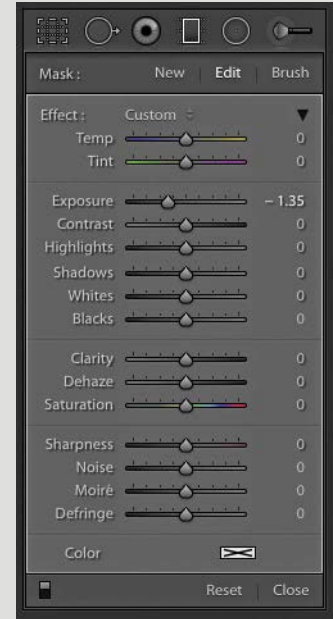 Mask : New | Edit | Brush
Effect : Custom
Temp 0
Tint 0
Exposure – 1.35
Contrast 0
Highlights 0
Shadows 0
Whites 0
Blacks 0
Clarity 0
Dehaze 0
Saturation 0
Sharpness 0
Noise 0
Moiré 0
Defringe 0
Color
Reset | Close